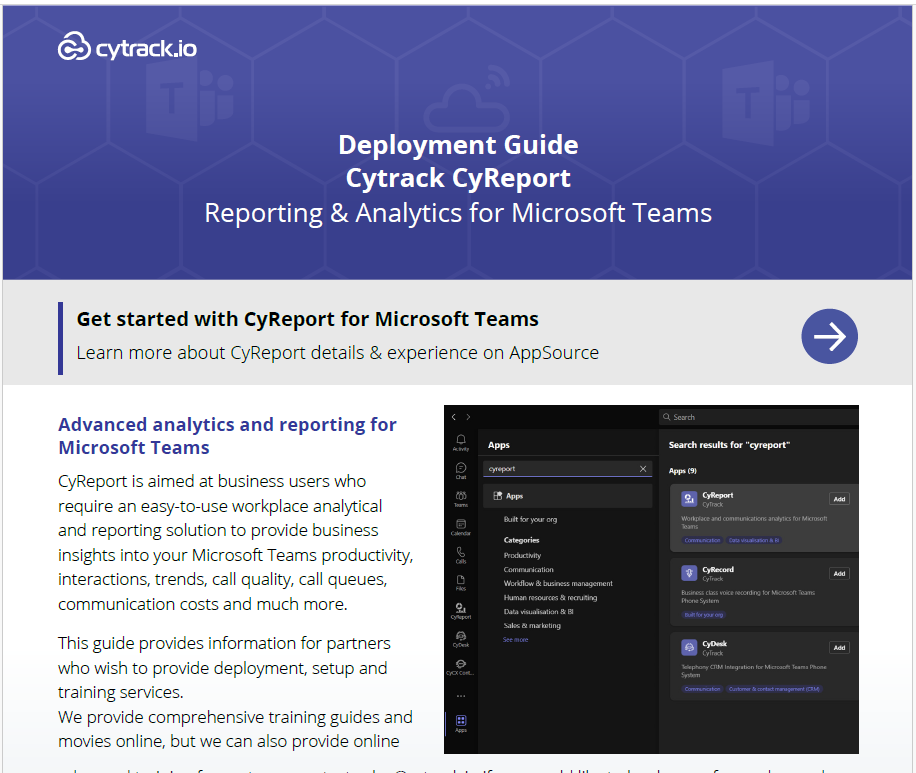 cytrack.io
T
T
Deployment Guide
Cytrack CyReport
Reporting & Analytics for Microsoft Teams
Get started with CyReport for Microsoft Teams
Learn more about CyReport details & experience on AppSource
Advanced analytics and reporting for
Microsoft Teams
CyReport is aimed at business users who
require an easy-to-use workplace analytical
and reporting solution to provide business
insights into your Microsoft Teams productivity,
interactions, trends, call quality, call queues,
communication costs and much more.
This guide provides information for partners
who wish to provide deployment, setup and
training services.
We provide comprehensive training guides and
movies online, but we can also provide online
Search
Activity
Chat
Teams
Calendar
Calls
Files
CyReport
CyDesk
CyCX Cont...
Apps
Apps
cyreport
Apps
Built for your org
Categories
Productivity
Communication
Workflow & business management
Human resources & recruiting
Data visualisation & BI
Sales & marketing
See more
Search results for "cyreport"
Apps (9)
CyReport
CyTrack
Add
Workplace and communications analytics for Microsoft
Teams
Communication Data visualisation & BI
CyRecord
CyTrack
Add
Business class voice recording for Microsoft Teams
Phone System
Built for your org
CyDesk
CyTrack
Add
Telephony CRM Integration for Microsoft Teams Phone
System
Communication Customer & contact management (CRM)